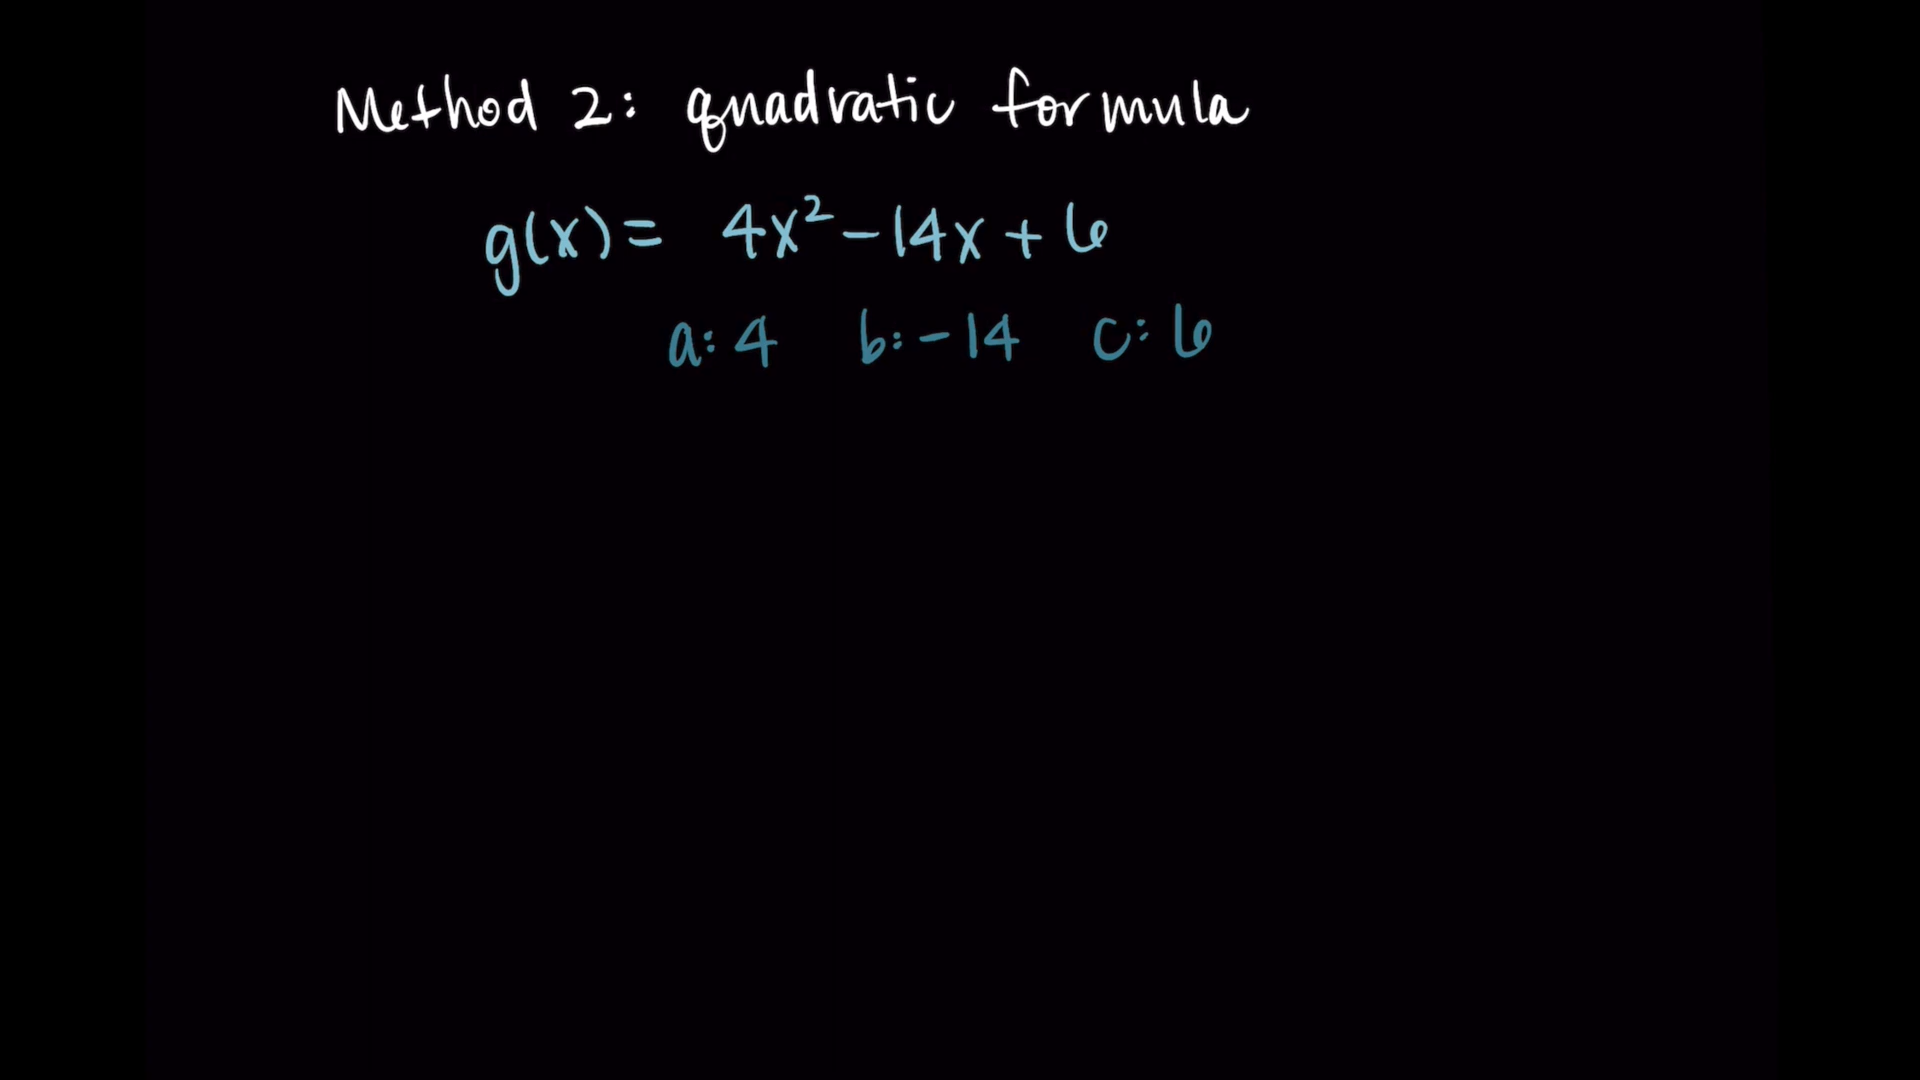 Method 2: quadratic formula
g(x) = 4x² - 14x + 6
a: 4 b: -14 c: 6